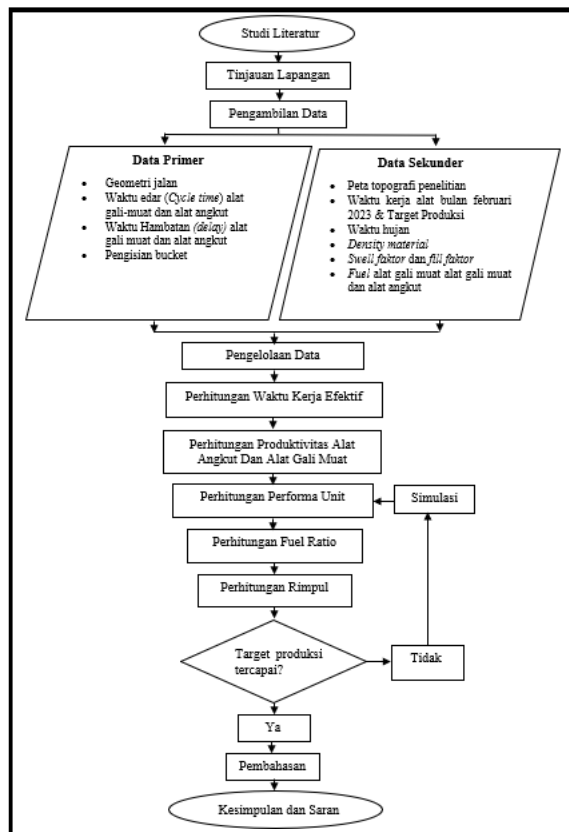 Studi Literatur
Tinjauan Lapangan
Pengambilan Data
Data Primer
• Geometri jalan
• Waktu edar (Cycle time) alat
gali-muat dan alat angkut
• Waktu Hambatan (delay) alat
gali muat dan alat angkut
• Pengisian bucket
Data Sekunder
• Peta topografi penelitian
• Waktu kerja alat bulan februari
2023 & Target Produksi
• Waktu hujan
• Density material
• Swell faktor dan fill faktor
• Fuel alat gali muat alat gali muat
dan alat angkut
Pengelolaan Data
Perhitungan Waktu Kerja Efektif
Perhitungan Produktivitas Alat
Angkut Dan Alat Gali Muat
Perhitungan Performa Unit
Simulasi
Perhitungan Fuel Ratio
Perhitungan Rimpul
Target produksi
tercapai?
Tidak
Ya
Pembahasan
Kesimpulan dan Saran